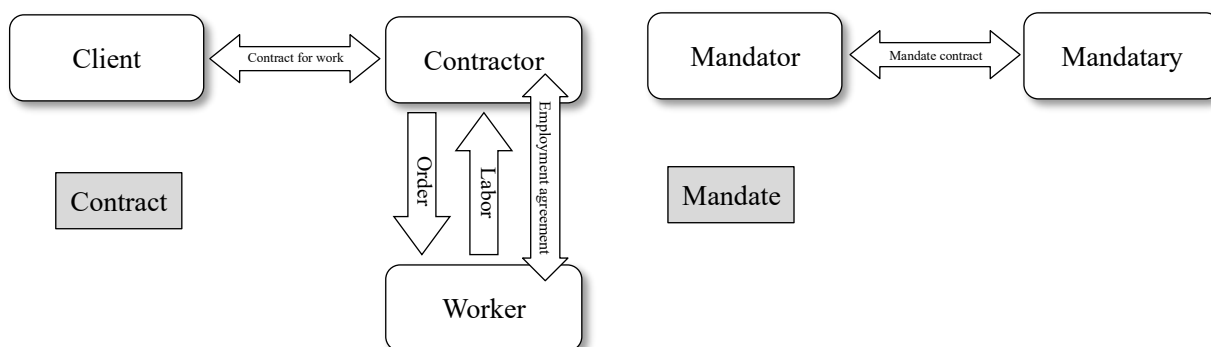 Client
Contract for work
Contractor
Mandator
Mandate contract
Mandatary
Order
Labor
Employment agreement
Contract
Mandate
Worker